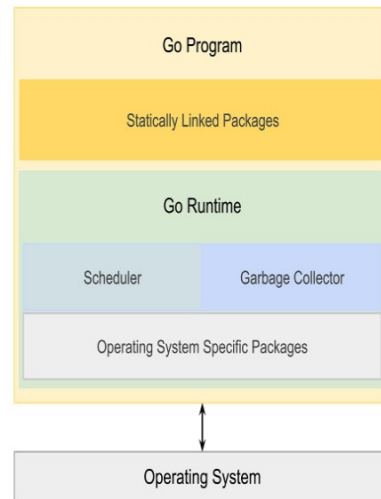 Go Program
Statically Linked Packages
Go Runtime
Scheduler
Garbage Collector
Operating System Specific Packages
Operating System